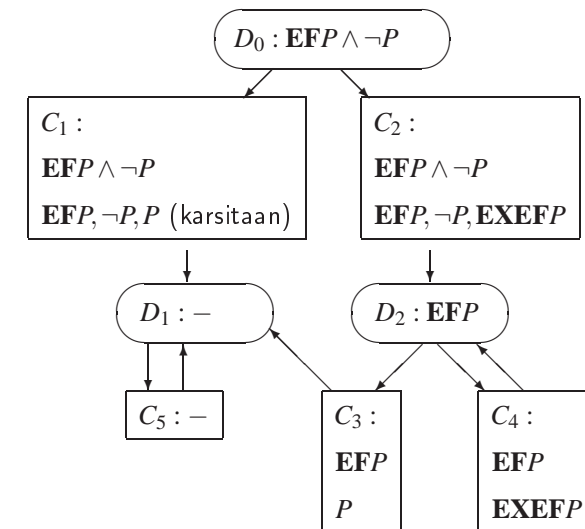 D₀ : EFP ∧ ¬P
C₁ :
EFP ∧ ¬P
EFP, ¬P, P (karsitaan)
C₂ :
EFP ∧ ¬P
EFP, ¬P, EXEFP
D₁ : −
D₂ : EFP
C₅ : −
C₃ :
EFP
P
C₄ :
EFP
EXEFP